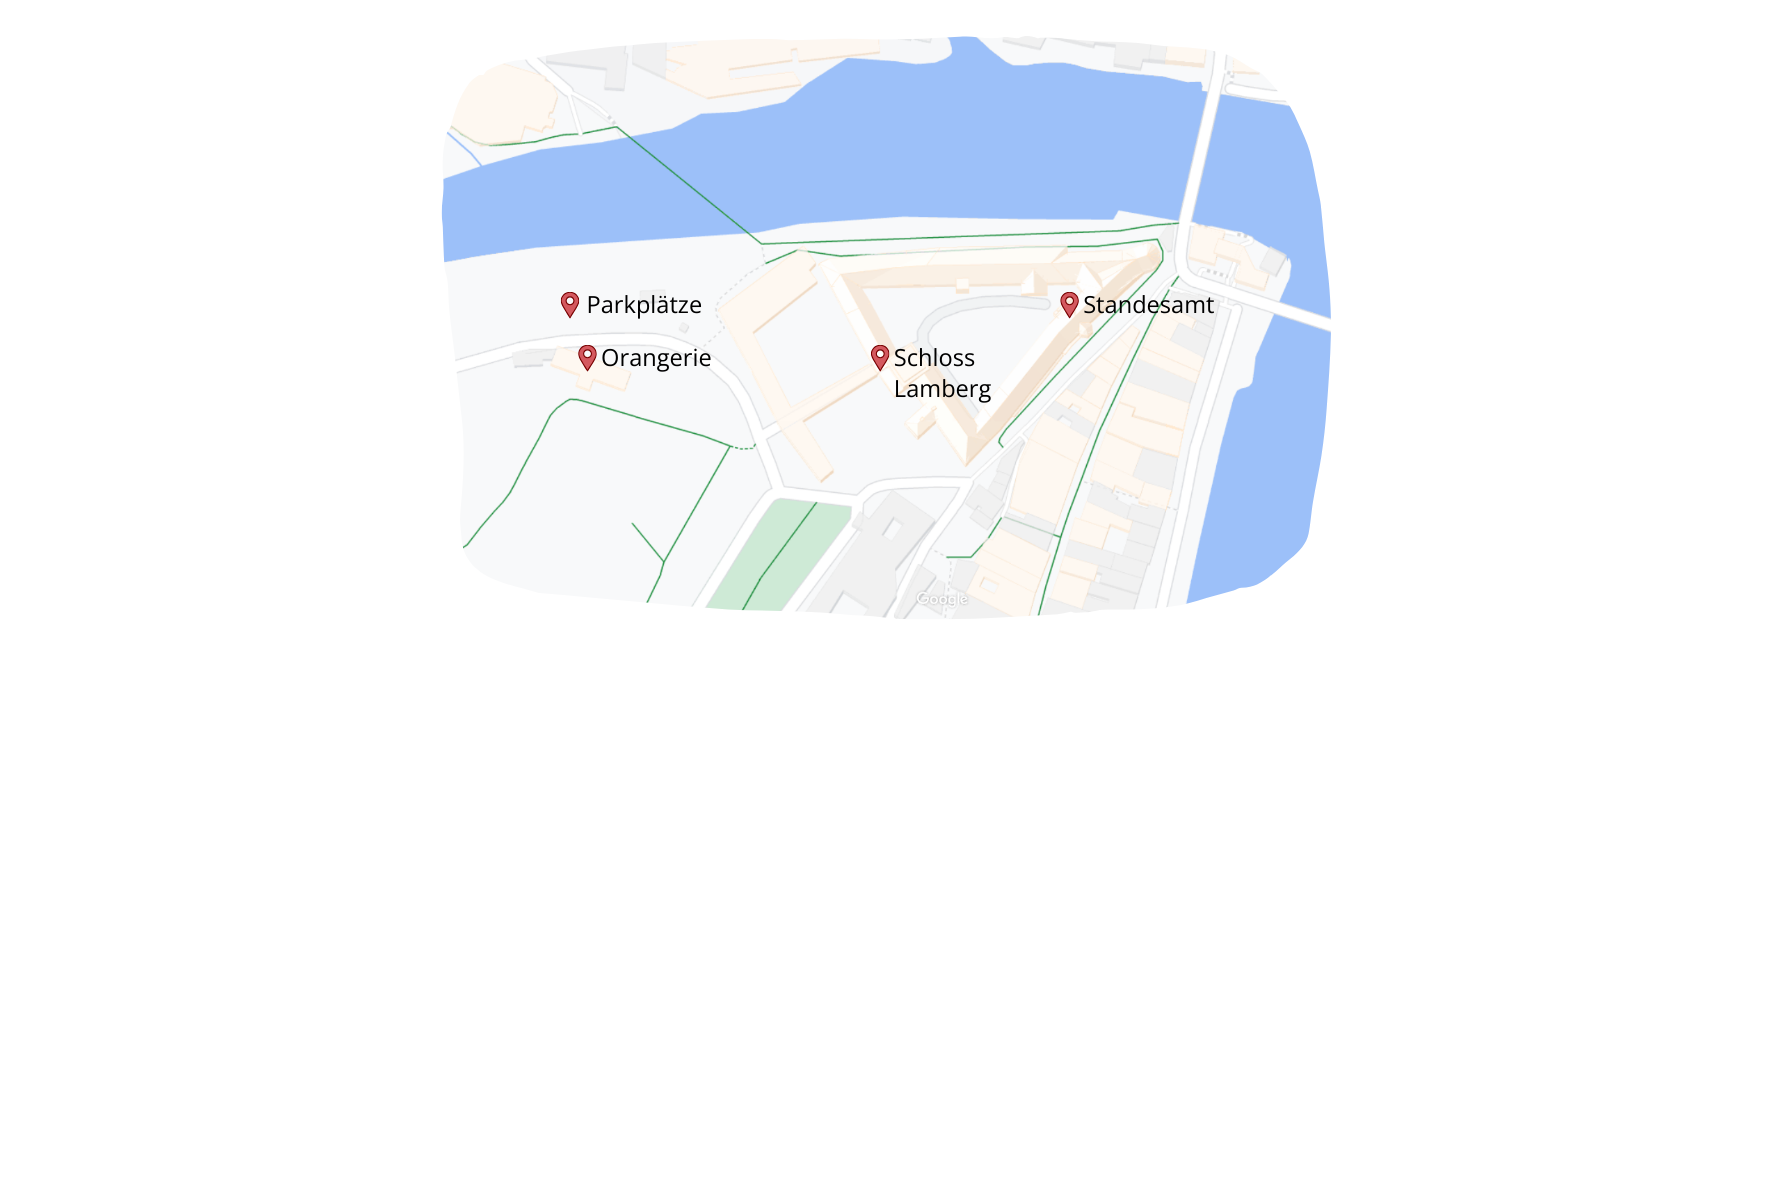 Parkplätze
Standesamt
Orangerie
Schloss
Lamberg
Google